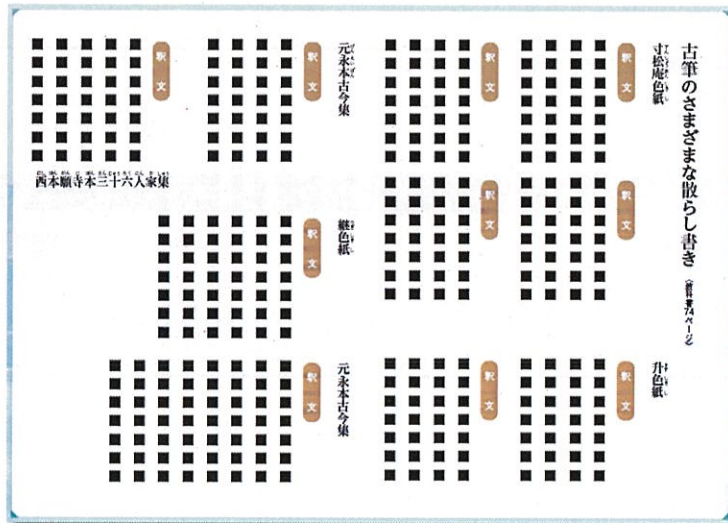 古筆のさまざまな散らし書き（教科書74ページ）
寸松庵色紙
釈文
釈文
釈文
釈文
升色紙
釈文
釈文
元永本古今集
釈文
釈文
西本願寺本三十六人家集
継色紙
釈文
元永本古今集
釈文